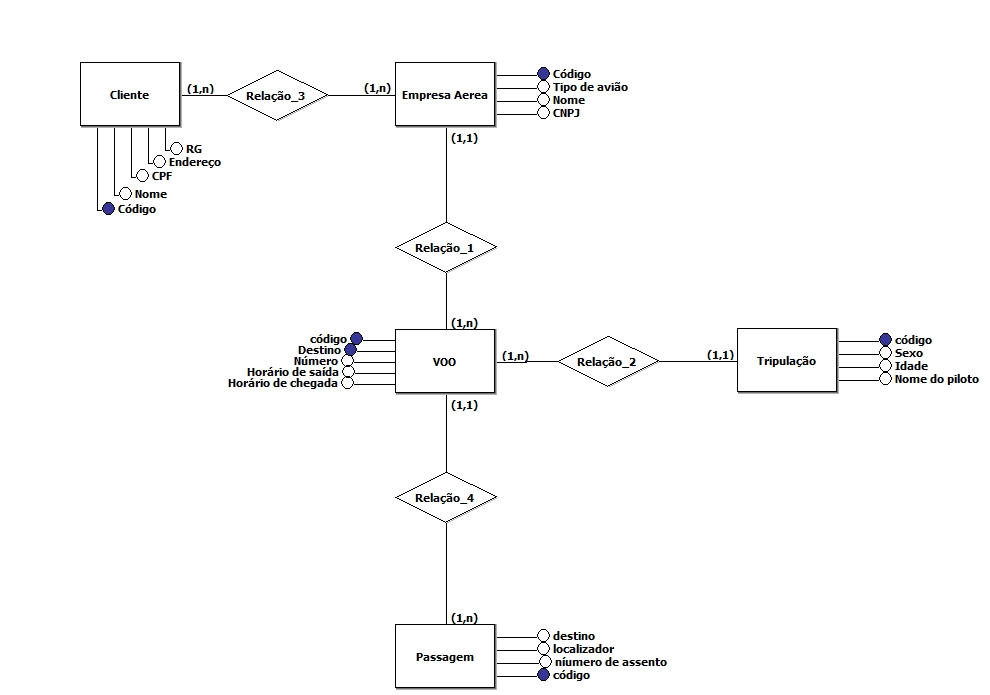 Cliente
(1,n)
Relação_3
(1,n)
Empresa Aerea
Código
Tipo de avião
Nome
CNPJ
RG
Endereço
CPF
Nome
Código
(1,1)
Relação_1
(1,n)
código
Destino
Número
Horário de saída
Horário de chegada
VOO
(1,n)
Relação_2
(1,1)
Tripulação
código
Sexo
Idade
Nome do piloto
(1,1)
Relação_4
(1,n)
Passagem
destino
localizador
níumero de assento
código